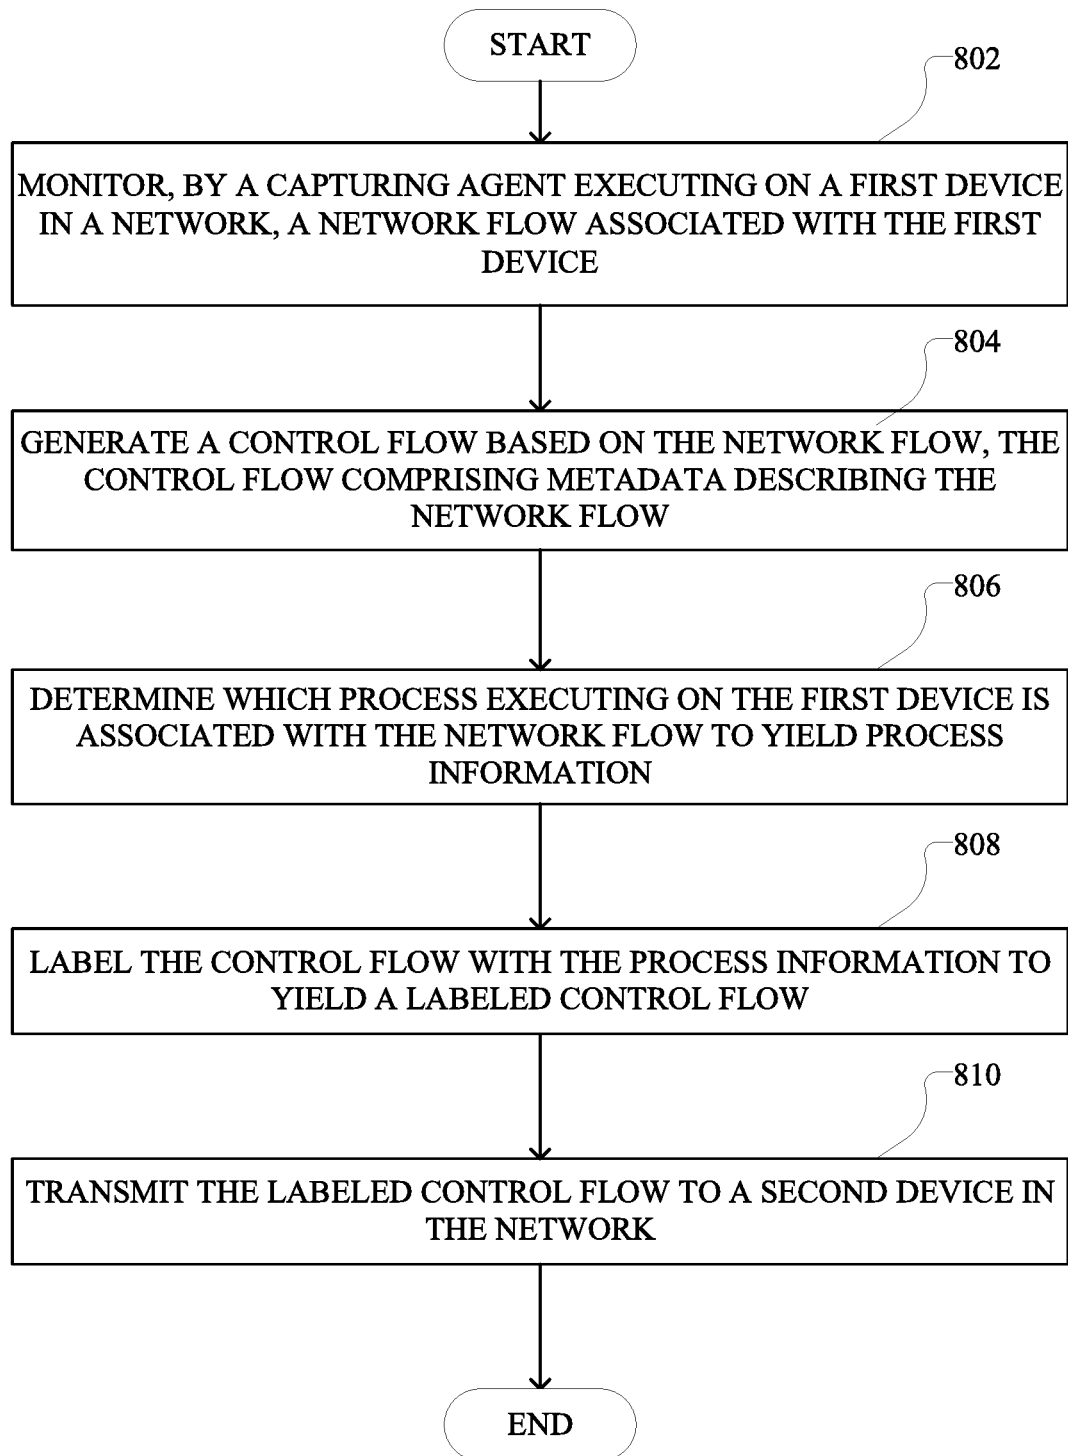 START
802
MONITOR, BY A CAPTURING AGENT EXECUTING ON A FIRST DEVICE
IN A NETWORK, A NETWORK FLOW ASSOCIATED WITH THE FIRST
DEVICE
804
GENERATE A CONTROL FLOW BASED ON THE NETWORK FLOW, THE
CONTROL FLOW COMPRISING METADATA DESCRIBING THE
NETWORK FLOW
806
DETERMINE WHICH PROCESS EXECUTING ON THE FIRST DEVICE IS
ASSOCIATED WITH THE NETWORK FLOW TO YIELD PROCESS
INFORMATION
808
LABEL THE CONTROL FLOW WITH THE PROCESS INFORMATION TO
YIELD A LABELED CONTROL FLOW
810
TRANSMIT THE LABELED CONTROL FLOW TO A SECOND DEVICE IN
THE NETWORK
END